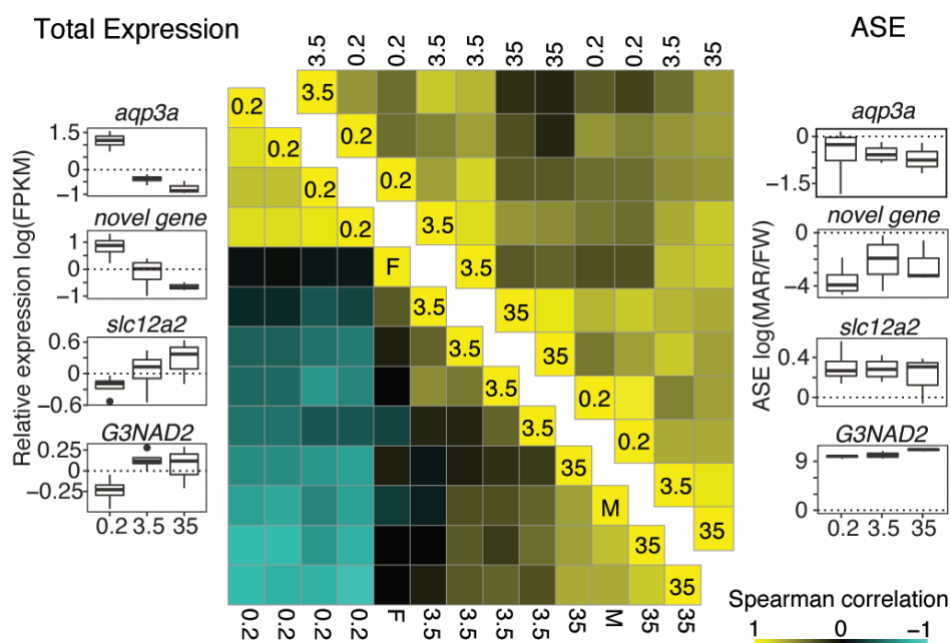 Total Expression
ASE
3.5 0.2 0.2 3.5 3.5 35 35 0.2 0.2 3.5 35
Relative expression log(FPKM)
aqp3a
1.5
0
−1
novel gene
1
0
−1
slc12a2
0.6
0
−0.6
G3NAD2
0.25
0
−0.25
0.2 3.5 35
3.5
0.2
0.2
0.2
0.2
0.2
0.2
3.5
F
3.5
3.5
35
3.5
35
3.5
0.2
3.5
0.2
35
3.5
M
35
35
35
0.2 0.2 0.2 0.2 F 3.5 3.5 3.5 3.5 35 M 35 35
ASE log(MAR/FW)
aqp3a
0
−1.5
novel gene
0
−4
slc12a2
0.4
0
G3NAD2
9
0
0.2 3.5 35
Spearman correlation
1 0 −1